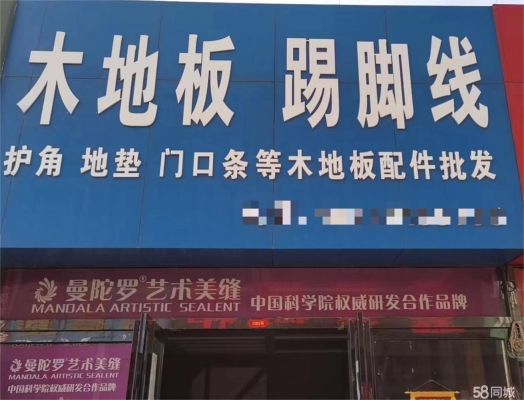 木地板 踢脚线
护角 地垫 门口条等木地板配件批发
曼陀罗®艺术美缝 中国科学院权威研发合作品牌
MANDALA ARTISTIC SEALENT
曼陀罗®艺术美缝
MANDALA ARTISTIC SEALENT
中国科学院权威研发合作品牌
58同城